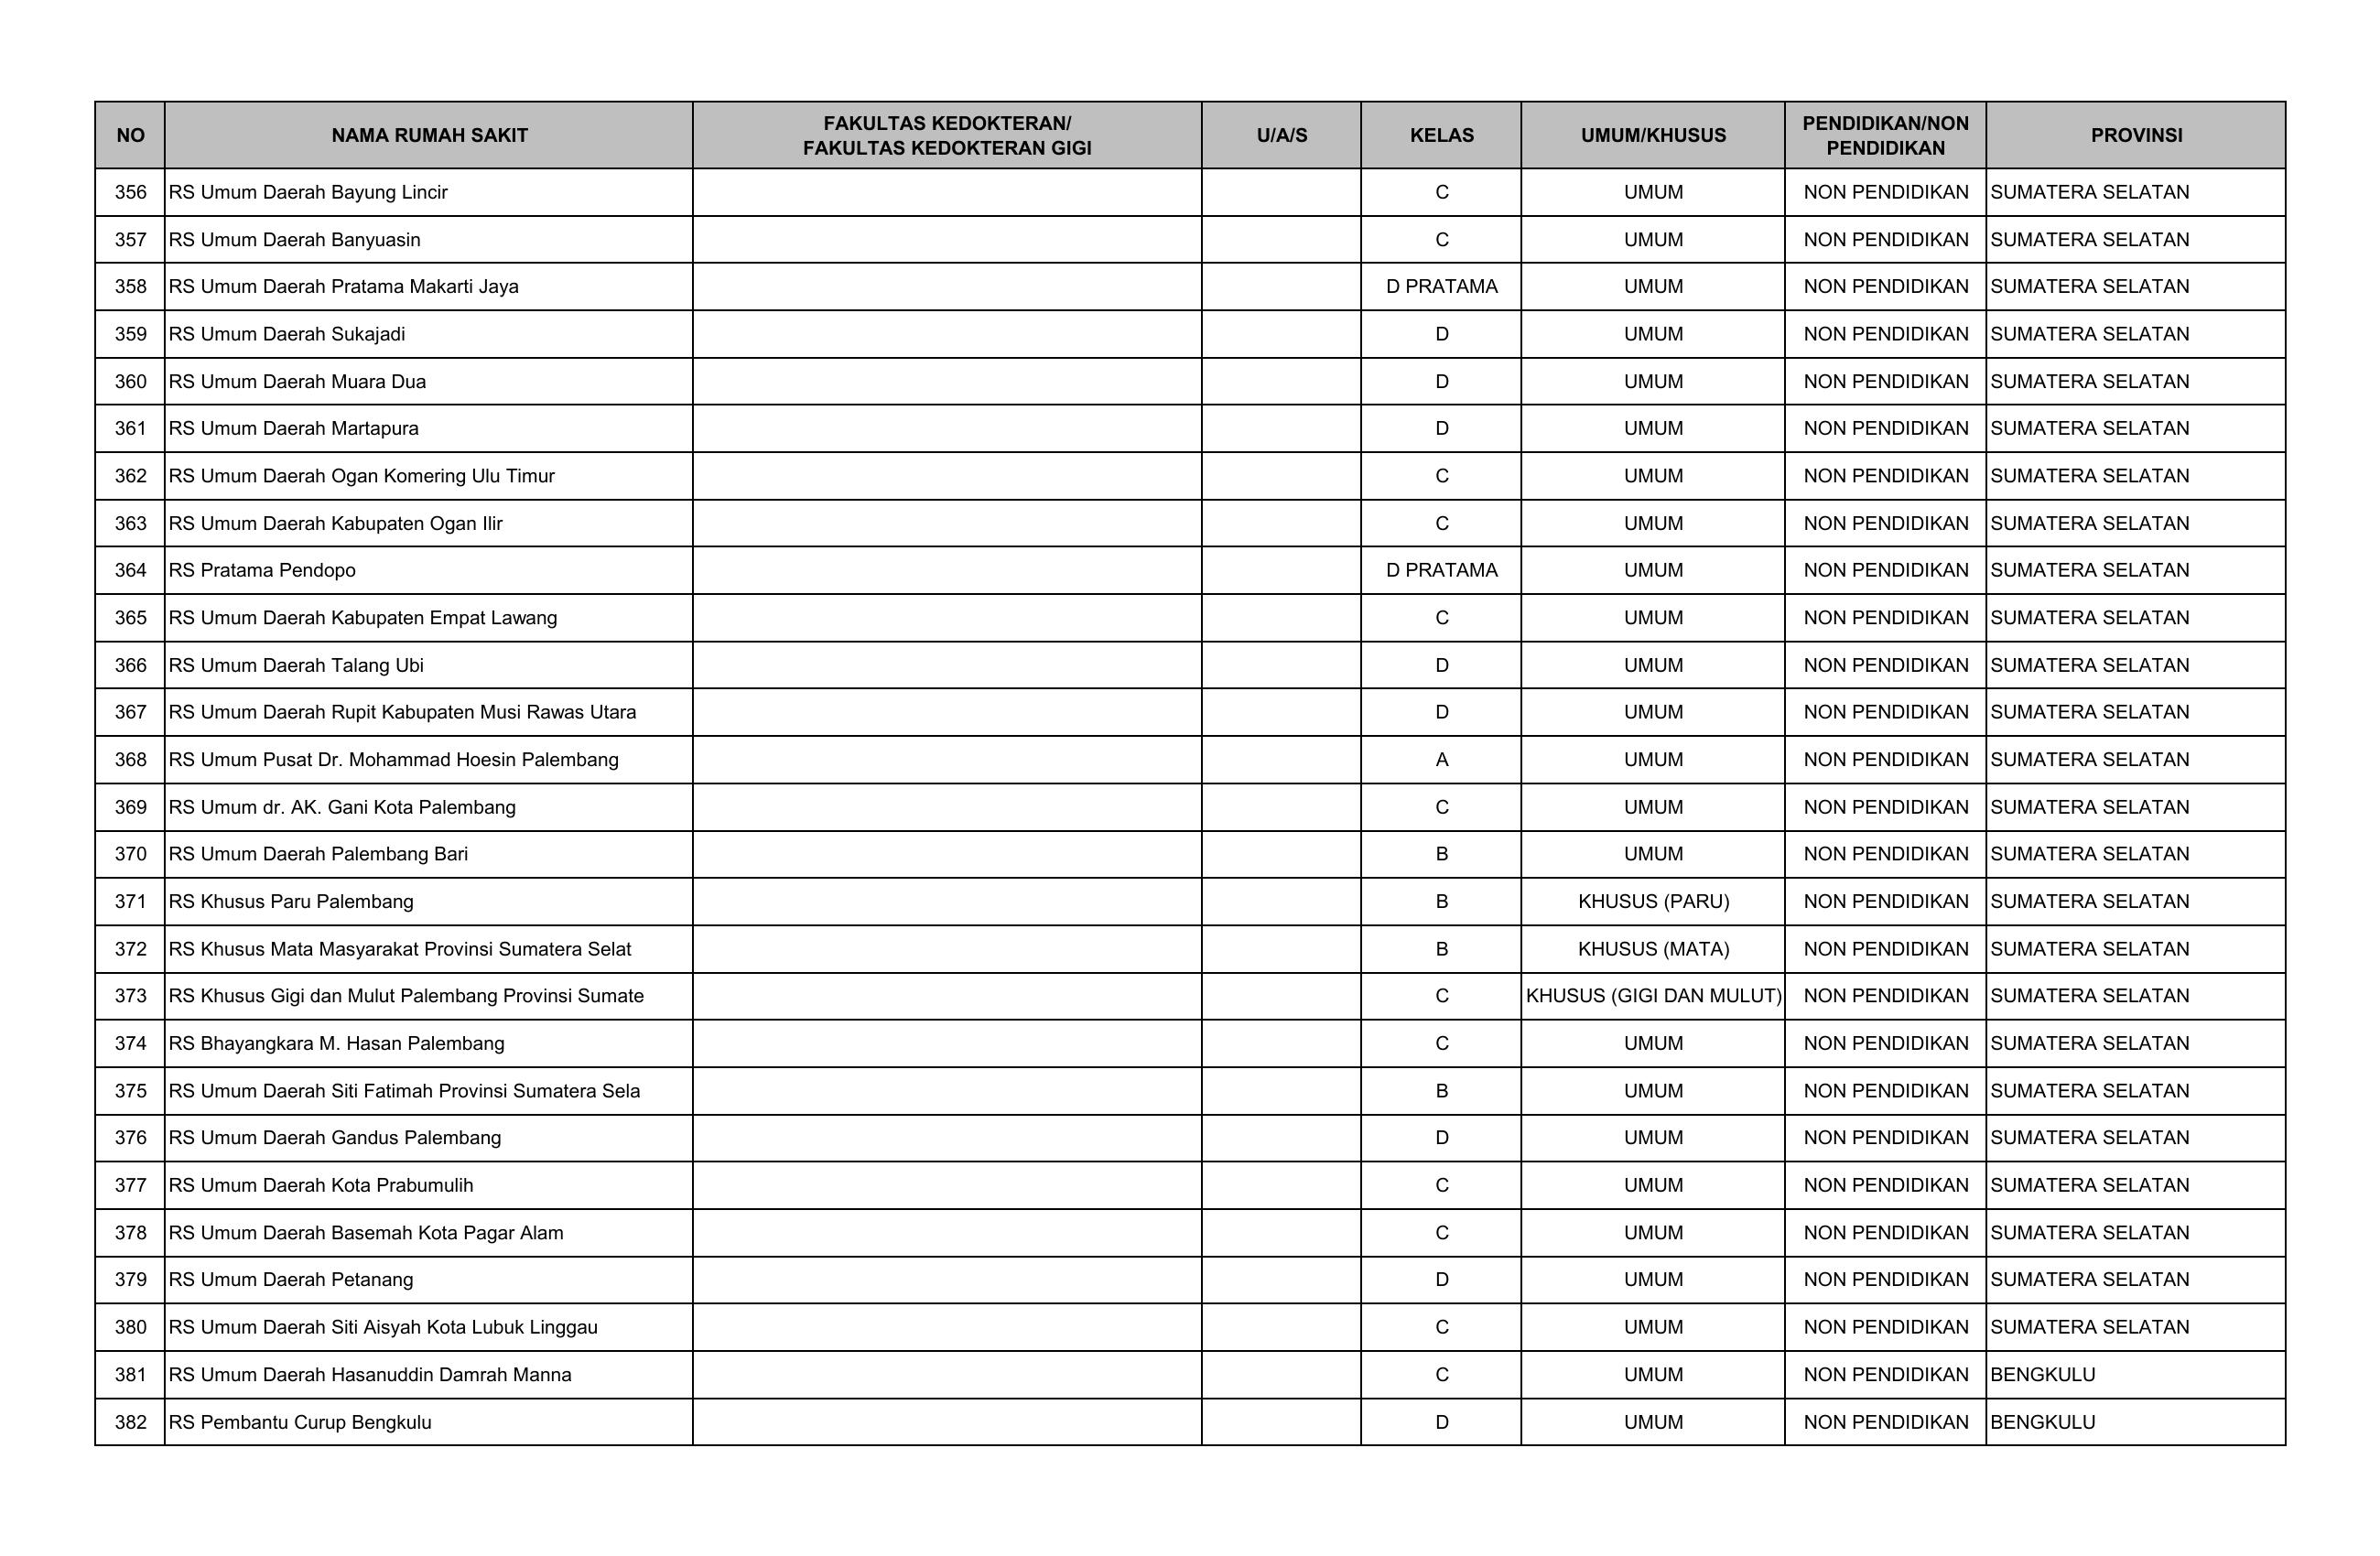 NO NAMA RUMAH SAKIT FAKULTAS KEDOKTERAN/ FAKULTAS KEDOKTERAN GIGI U/A/S KELAS UMUM/KHUSUS PENDIDIKAN/NON PENDIDIKAN PROVINSI
356 RS Umum Daerah Bayung Lincir C UMUM NON PENDIDIKAN SUMATERA SELATAN
357 RS Umum Daerah Banyuasin C UMUM NON PENDIDIKAN SUMATERA SELATAN
358 RS Umum Daerah Pratama Makarti Jaya D PRATAMA UMUM NON PENDIDIKAN SUMATERA SELATAN
359 RS Umum Daerah Sukajadi D UMUM NON PENDIDIKAN SUMATERA SELATAN
360 RS Umum Daerah Muara Dua D UMUM NON PENDIDIKAN SUMATERA SELATAN
361 RS Umum Daerah Martapura D UMUM NON PENDIDIKAN SUMATERA SELATAN
362 RS Umum Daerah Ogan Komering Ulu Timur C UMUM NON PENDIDIKAN SUMATERA SELATAN
363 RS Umum Daerah Kabupaten Ogan Ilir C UMUM NON PENDIDIKAN SUMATERA SELATAN
364 RS Pratama Pendopo D PRATAMA UMUM NON PENDIDIKAN SUMATERA SELATAN
365 RS Umum Daerah Kabupaten Empat Lawang C UMUM NON PENDIDIKAN SUMATERA SELATAN
366 RS Umum Daerah Talang Ubi D UMUM NON PENDIDIKAN SUMATERA SELATAN
367 RS Umum Daerah Rupit Kabupaten Musi Rawas Utara D UMUM NON PENDIDIKAN SUMATERA SELATAN
368 RS Umum Pusat Dr. Mohammad Hoesin Palembang A UMUM NON PENDIDIKAN SUMATERA SELATAN
369 RS Umum dr. AK. Gani Kota Palembang C UMUM NON PENDIDIKAN SUMATERA SELATAN
370 RS Umum Daerah Palembang Bari B UMUM NON PENDIDIKAN SUMATERA SELATAN
371 RS Khusus Paru Palembang B KHUSUS (PARU) NON PENDIDIKAN SUMATERA SELATAN
372 RS Khusus Mata Masyarakat Provinsi Sumatera Selat B KHUSUS (MATA) NON PENDIDIKAN SUMATERA SELATAN
373 RS Khusus Gigi dan Mulut Palembang Provinsi Sumate C KHUSUS (GIGI DAN MULUT) NON PENDIDIKAN SUMATERA SELATAN
374 RS Bhayangkara M. Hasan Palembang C UMUM NON PENDIDIKAN SUMATERA SELATAN
375 RS Umum Daerah Siti Fatimah Provinsi Sumatera Sela B UMUM NON PENDIDIKAN SUMATERA SELATAN
376 RS Umum Daerah Gandus Palembang D UMUM NON PENDIDIKAN SUMATERA SELATAN
377 RS Umum Daerah Kota Prabumulih C UMUM NON PENDIDIKAN SUMATERA SELATAN
378 RS Umum Daerah Basemah Kota Pagar Alam C UMUM NON PENDIDIKAN SUMATERA SELATAN
379 RS Umum Daerah Petanang D UMUM NON PENDIDIKAN SUMATERA SELATAN
380 RS Umum Daerah Siti Aisyah Kota Lubuk Linggau C UMUM NON PENDIDIKAN SUMATERA SELATAN
381 RS Umum Daerah Hasanuddin Damrah Manna C UMUM NON PENDIDIKAN BENGKULU
382 RS Pembantu Curup Bengkulu D UMUM NON PENDIDIKAN BENGKULU